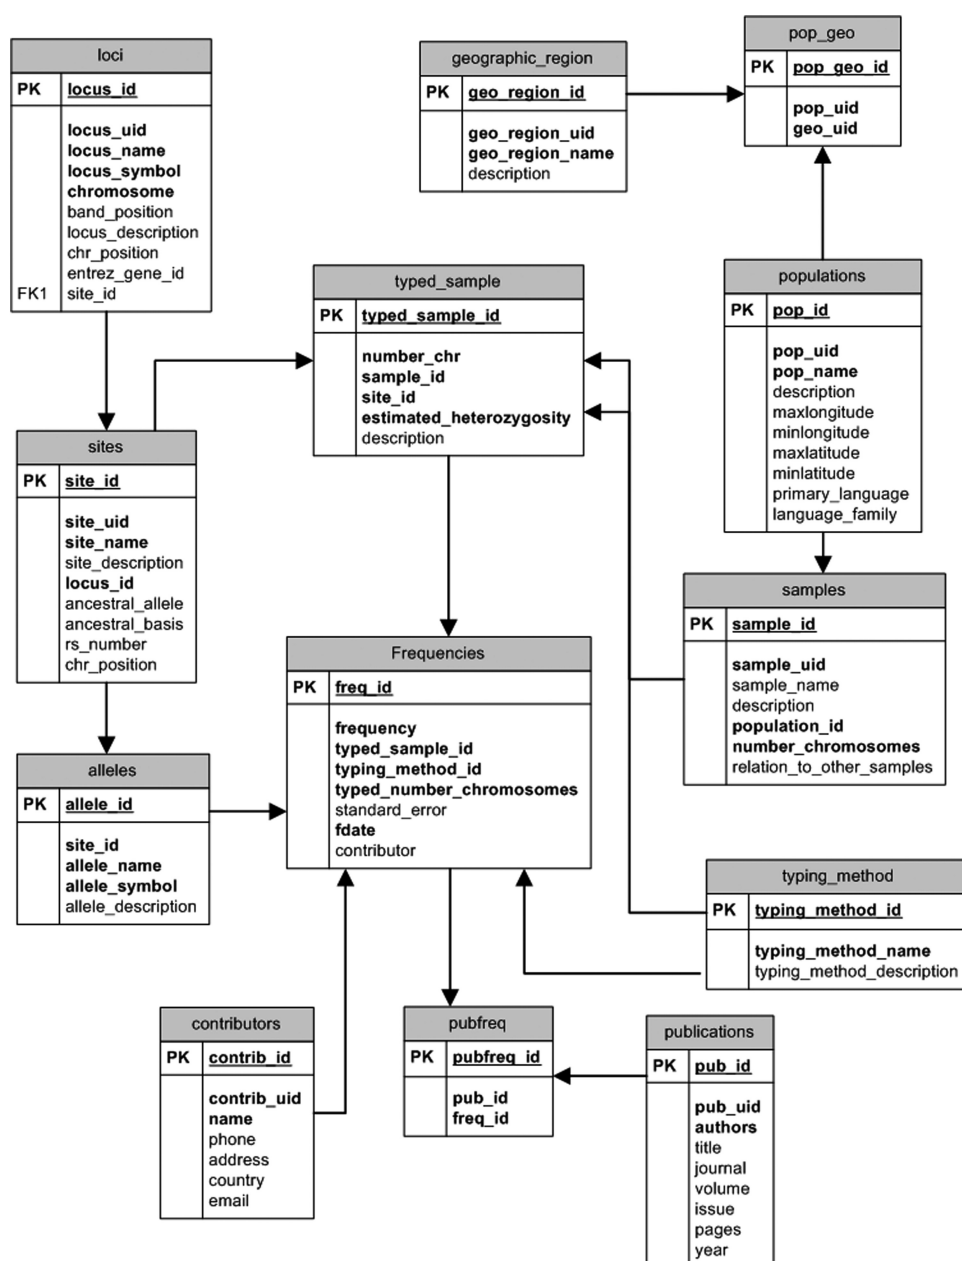 loci
PK locus_id
locus_uid
locus_name
locus_symbol
chromosome
band_position
locus_description
chr_position
entrez_gene_id
FK1 site_id
geographic_region
PK geo_region_id
geo_region_uid
geo_region_name
description
pop_geo
PK pop_geo_id
pop_uid
geo_uid
typed_sample
PK typed_sample_id
number_chr
sample_id
site_id
estimated_heterozygosity
description
populations
PK pop_id
pop_uid
pop_name
description
maxlongitude
minlongitude
maxlatitude
minlatitude
primary_language
language_family
sites
PK site_id
site_uid
site_name
site_description
locus_id
ancestral_allele
ancestral_basis
rs_number
chr_position
samples
PK sample_id
sample_uid
sample_name
description
population_id
number_chromosomes
relation_to_other_samples
Frequencies
PK freq_id
frequency
typed_sample_id
typing_method_id
typed_number_chromosomes
standard_error
fdate
contributor
alleles
PK allele_id
site_id
allele_name
allele_symbol
allele_description
typing_method
PK typing_method_id
typing_method_name
typing_method_description
contributors
PK contrib_id
contrib_uid
name
phone
address
country
email
pubfreq
PK pubfreq_id
pub_id
freq_id
publications
PK pub_id
pub_uid
authors
title
journal
volume
issue
pages
year